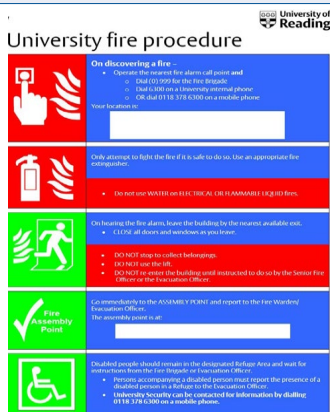 University of
Reading
University fire procedure
On discovering a fire –
• Operate the nearest fire alarm call point and
o Dial (0) 999 for the Fire Brigade
o Dial 6300 on a University internal phone
o OR dial 0118 378 6300 on a mobile phone
Your location is:
Only attempt to fight the fire if it is safe to do so. Use an appropriate fire
extinguisher.
• Do not use WATER on ELECTRICAL OR FLAMMABLE LIQUID fires.
On hearing the fire alarm, leave the building by the nearest available exit.
• CLOSE all doors and windows as you leave.
• DO NOT stop to collect belongings.
• DO NOT use the lift.
• DO NOT re-enter the building until instructed to do so by the Senior Fire
Officer or the Evacuation Officer.
Fire
Assembly
Point
Go immediately to the ASSEMBLY POINT and report to the Fire Warden/
Evacuation Officer.
The assembly point is at:
Disabled people should remain in the designated Refuge Area and wait for
instructions from the Fire Brigade or Evacuation Officer.
• Persons accompanying a disabled person must report the presence of a
disabled person in a Refuge to the Evacuation Officer.
• University Security can be contacted for information by dialling
0118 378 6300 on a mobile phone.